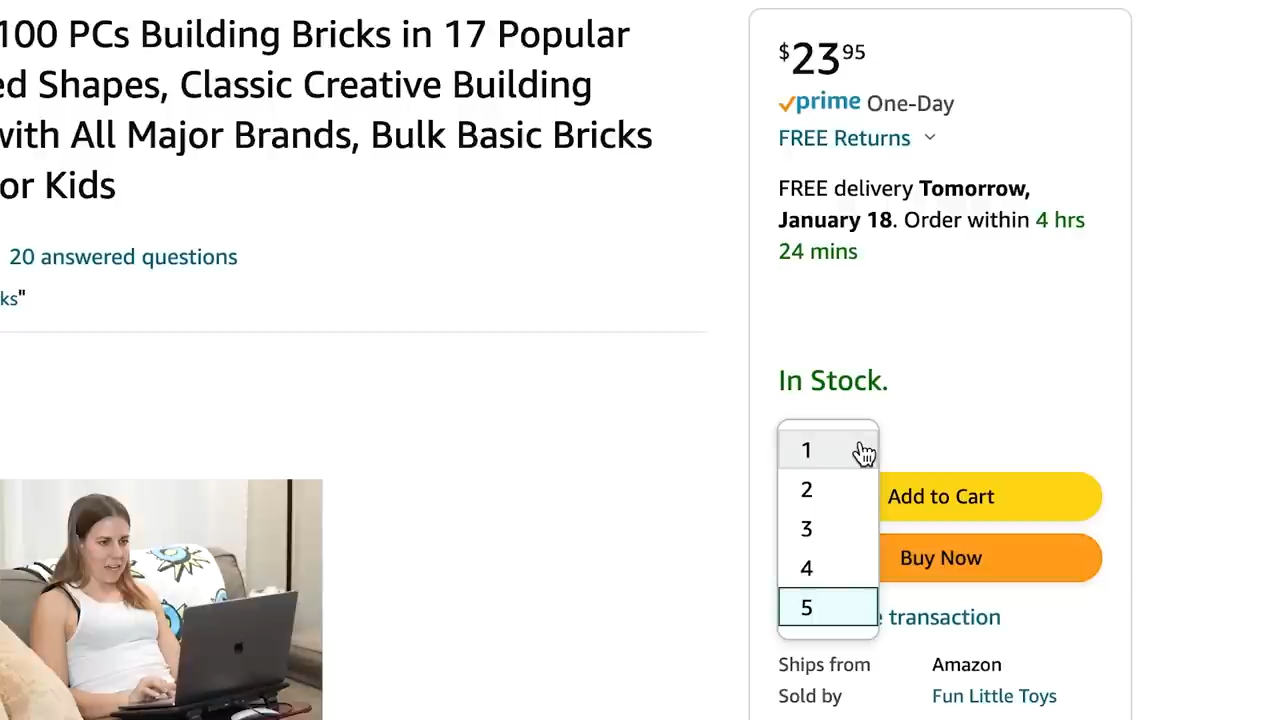 100 PCs Building Bricks in 17 Popular
ed Shapes, Classic Creative Building
with All Major Brands, Bulk Basic Bricks
or Kids
20 answered questions
ks"
$23 95
prime One-Day
FREE Returns
FREE delivery Tomorrow,
January 18. Order within 4 hrs
24 mins
In Stock.
1
2
3
4
5
Add to Cart
Buy Now
transaction
Ships from Amazon
Sold by Fun Little Toys